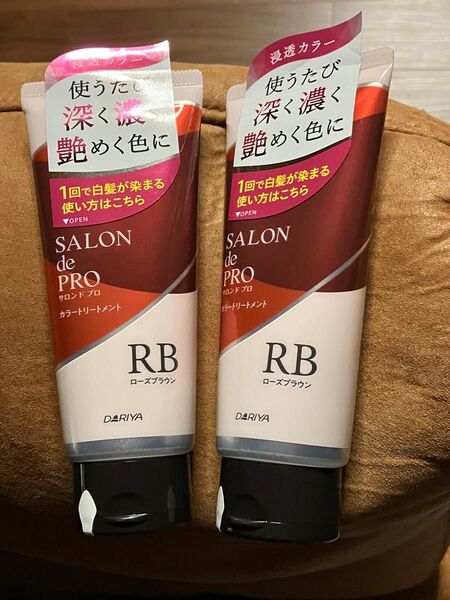 浸透カラー
使うたび
深く濃く
艶めく色に
1回で白髪が染まる
使い方はこちら
▼OPEN
SALON
de
PRO
サロンドプロ
カラートリートメント
RB
ローズブラウン
DARIYA
浸透カラー
使うたび
深く濃く
艶めく色に
1回で白髪が染まる
使い方はこちら
▼OPEN
SALON
de
PRO
サロンドプロ
カラートリートメント
RB
ローズブラウン
DARIYA